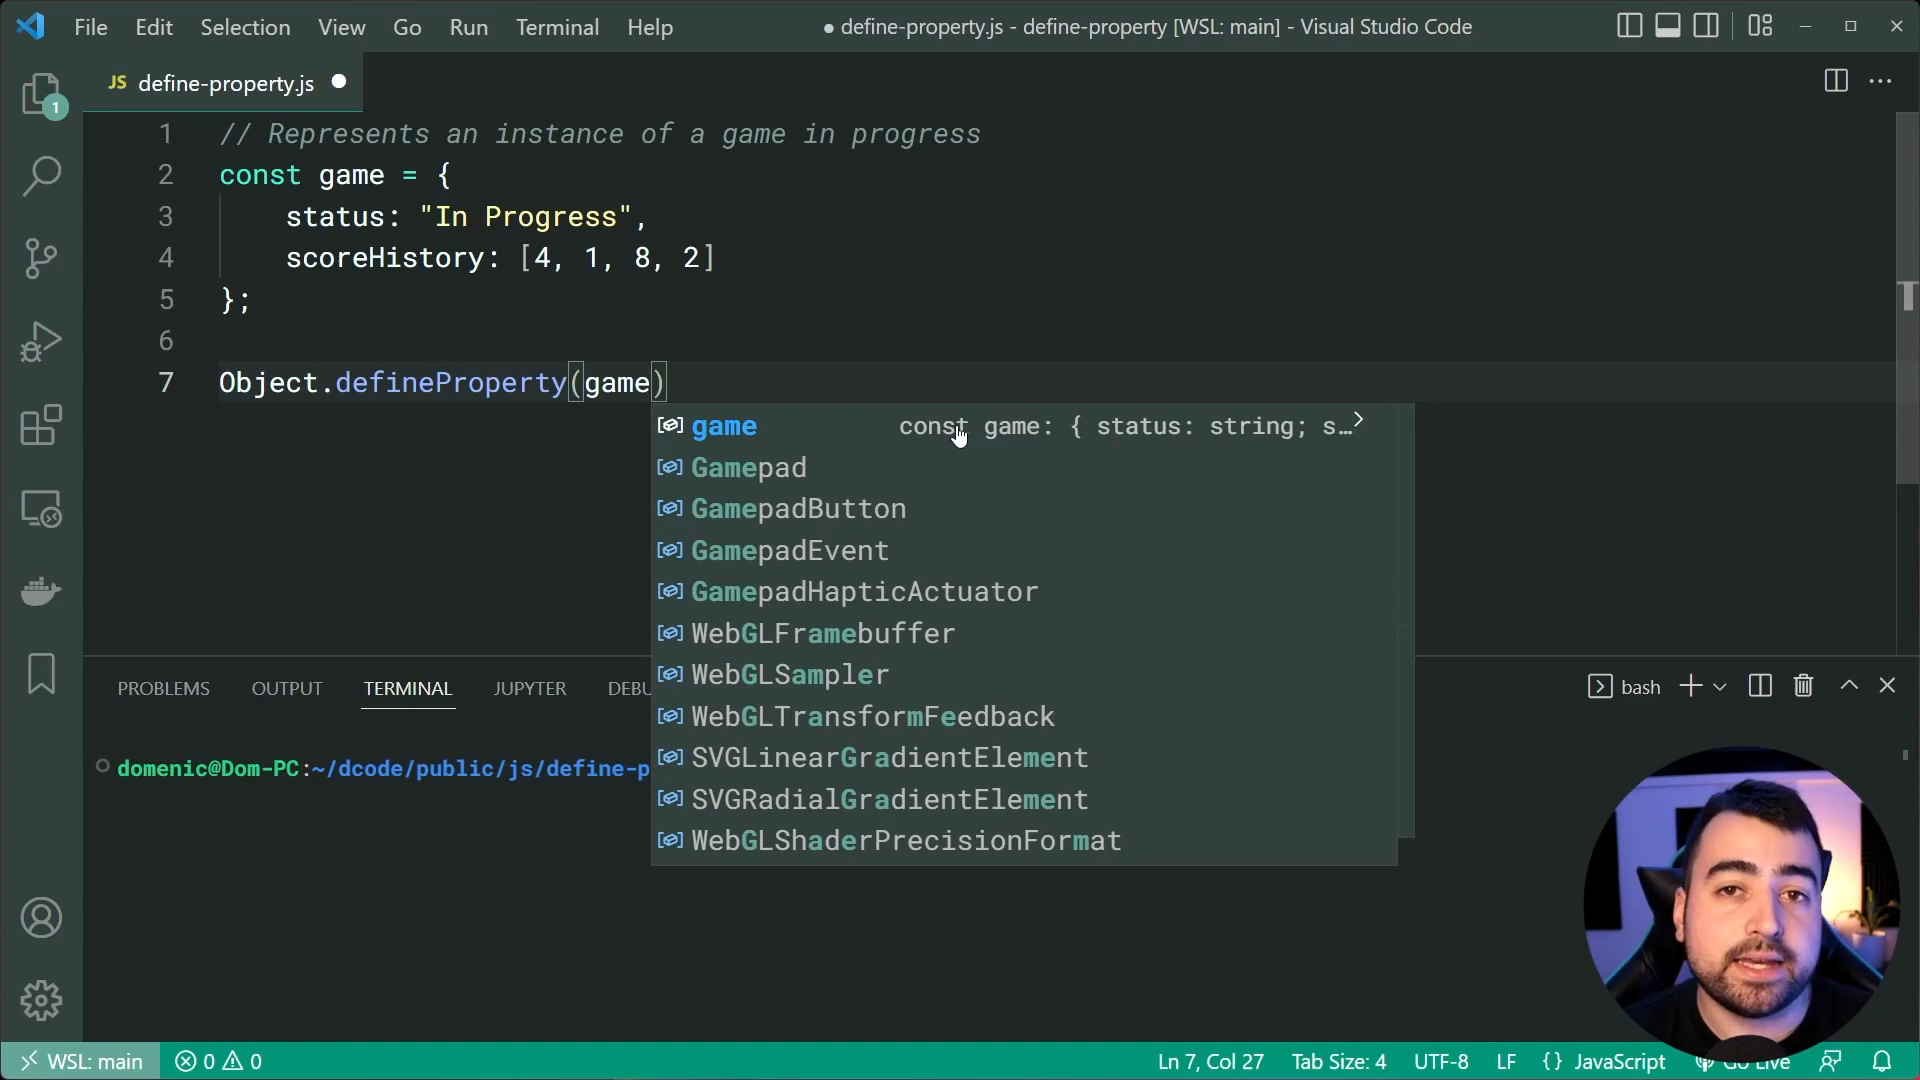 File Edit Selection View Go Run Terminal Help
● define-property.js - define-property [WSL: main] - Visual Studio Code
1
JS define-property.js ●
1 // Represents an instance of a game in progress
2 const game = {
3 status: "In Progress",
4 scoreHistory: [4, 1, 8, 2]
5 };
6
7 Object.defineProperty(game)
game const game: { status: string; s…
Gamepad
GamepadButton
GamepadEvent
GamepadHapticActuator
WebGLFramebuffer
WebGLSampler
WebGLTransformFeedback
SVGLinearGradientElement
SVGRadialGradientElement
WebGLShaderPrecisionFormat
PROBLEMS OUTPUT TERMINAL JUPYTER DEBU
bash
domenic@Dom-PC:~/dcode/public/js/define-p
WSL: main 0 0 Ln 7, Col 27 Tab Size: 4 UTF-8 LF {} JavaScript Go Live